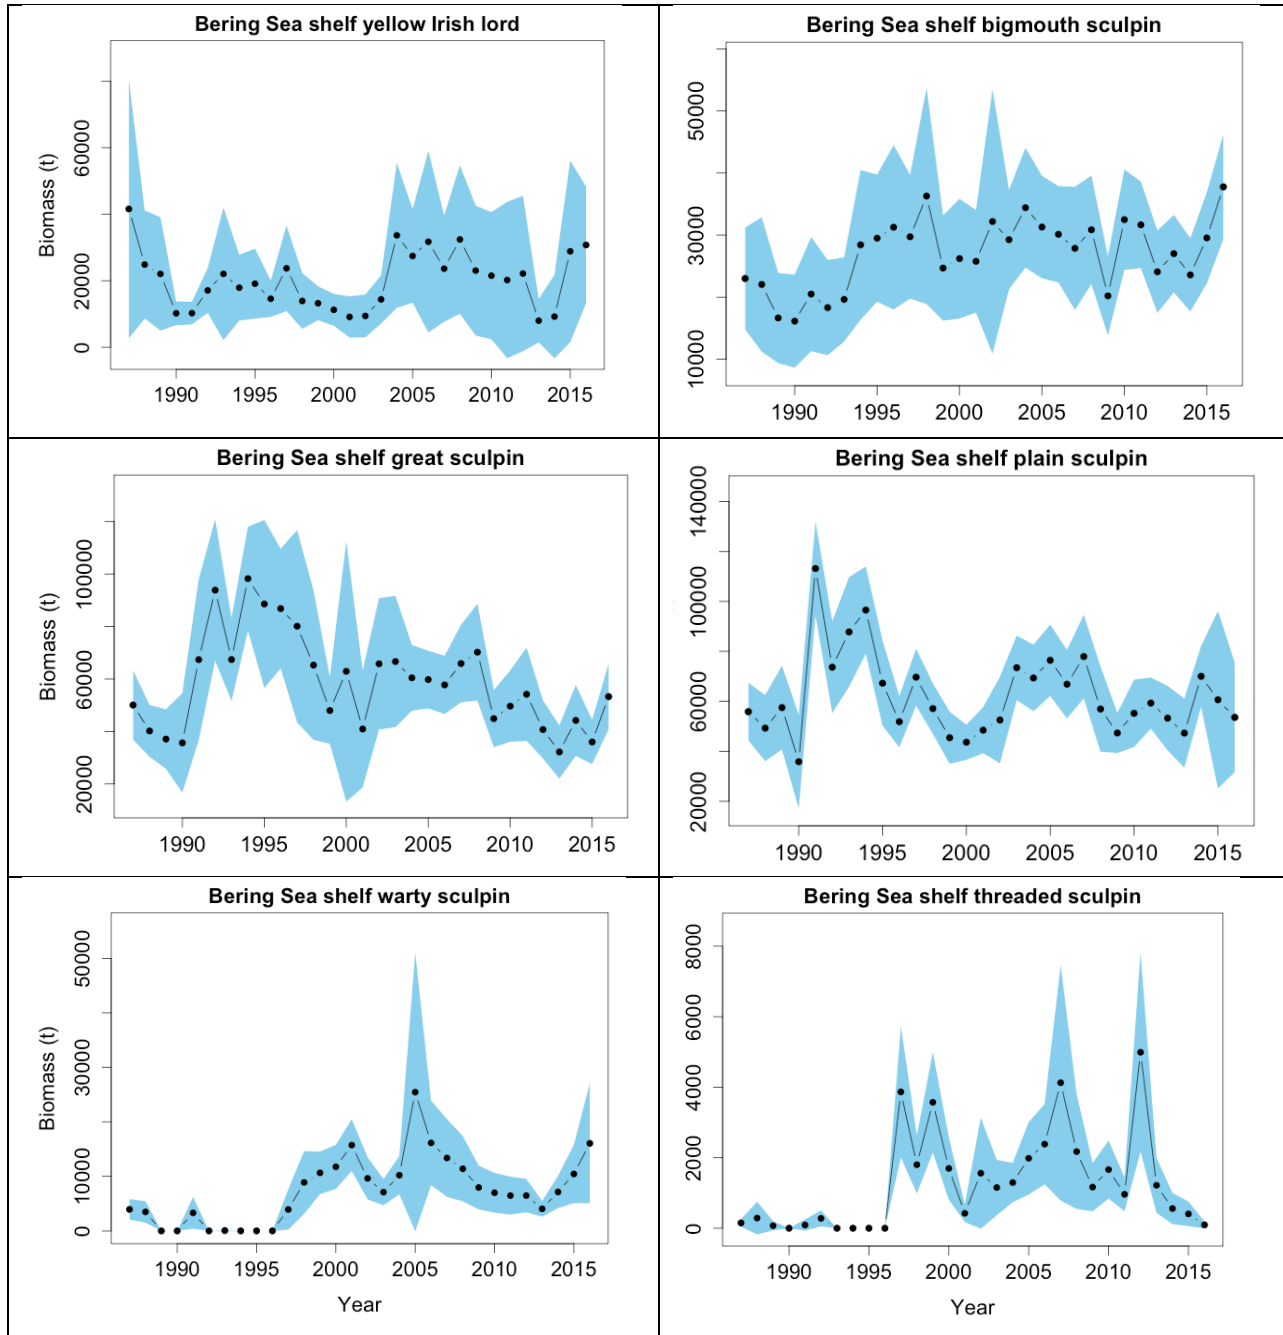 Bering Sea shelf yellow Irish lord
Biomass (t)
60000
20000
0
1990 1995 2000 2005 2010 2015
Bering Sea shelf bigmouth sculpin
50000
30000
10000
1990 1995 2000 2005 2010 2015
Bering Sea shelf great sculpin
Biomass (t)
100000
60000
20000
1990 1995 2000 2005 2010 2015
Bering Sea shelf plain sculpin
140000
100000
60000
20000
1990 1995 2000 2005 2010 2015
Bering Sea shelf warty sculpin
Biomass (t)
50000
30000
10000
0
1990 1995 2000 2005 2010 2015
Year
Bering Sea shelf threaded sculpin
8000
6000
4000
2000
0
1990 1995 2000 2005 2010 2015
Year